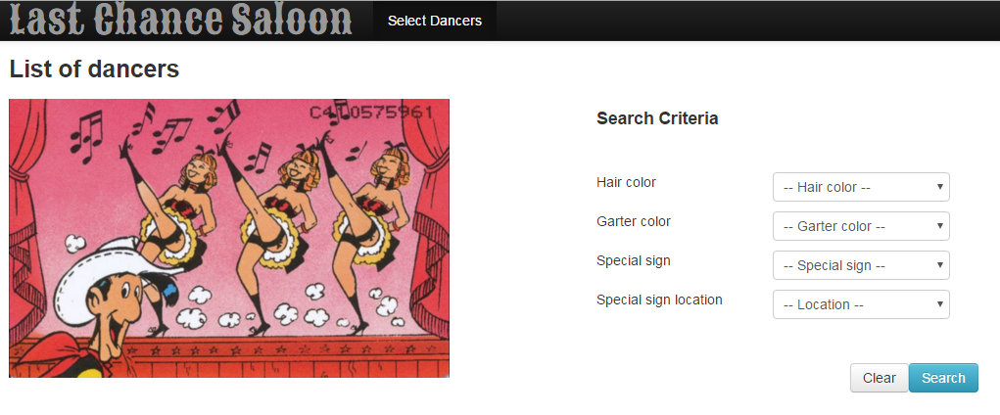 Last Chance Saloon
Select Dancers
List of dancers
C410575961
Search Criteria
Hair color
-- Hair color --
Garter color
-- Garter color --
Special sign
-- Special sign --
Special sign location
-- Location --
Clear
Search